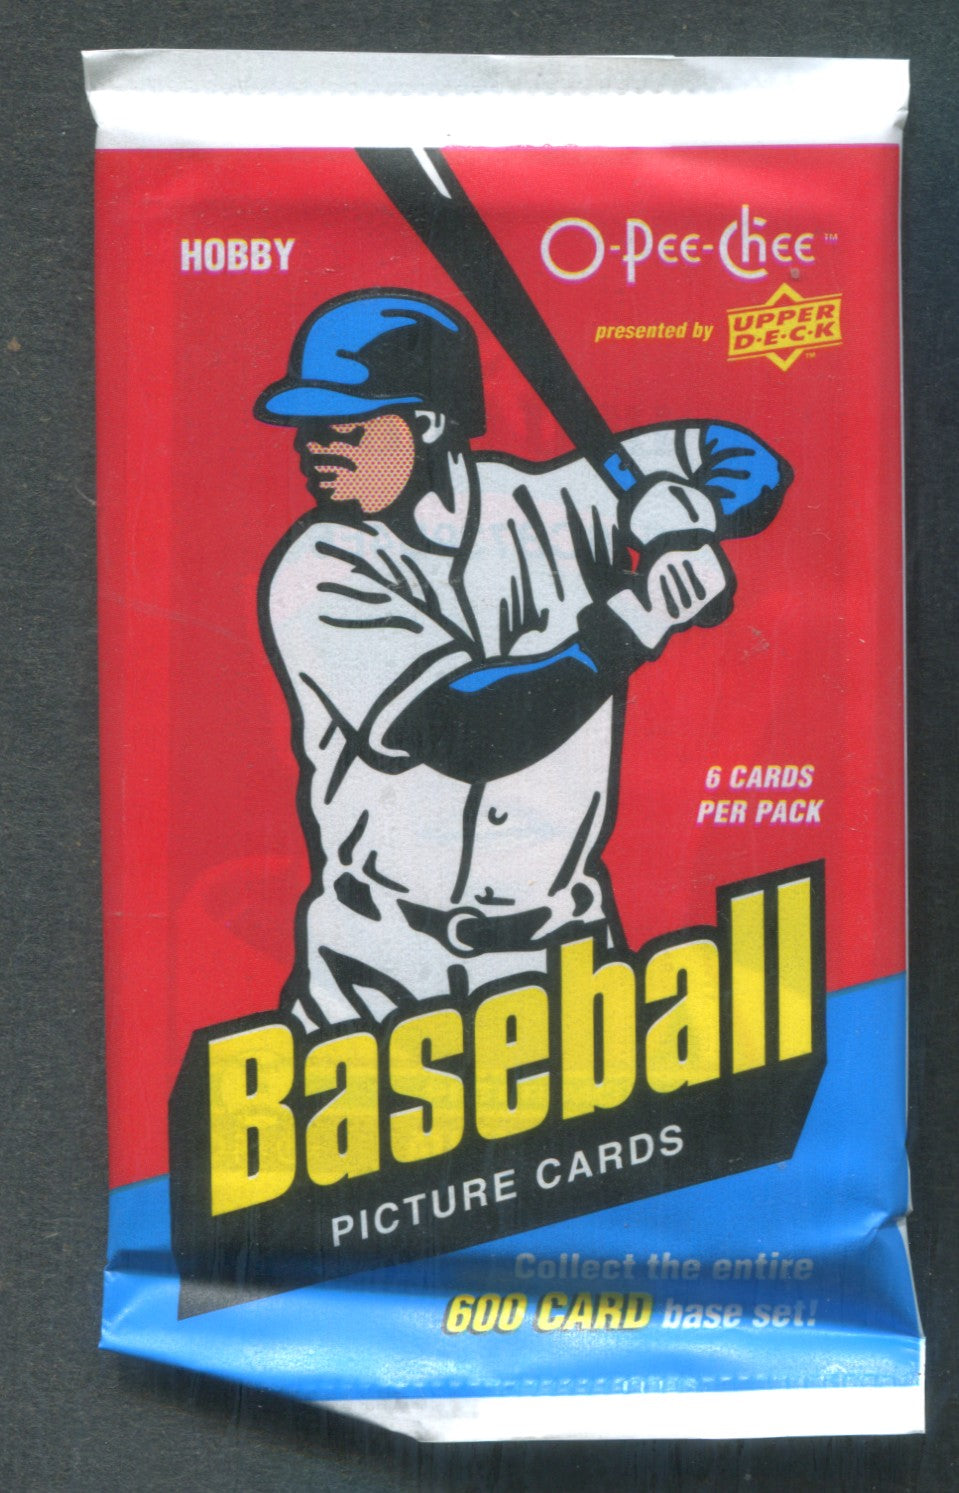 HOBBY
O-Pee-Chee™
presented by
UPPER
D·E·C·K
™
6 CARDS
PER PACK
Baseball
PICTURE CARDS
Collect the entire
600 CARD base set!